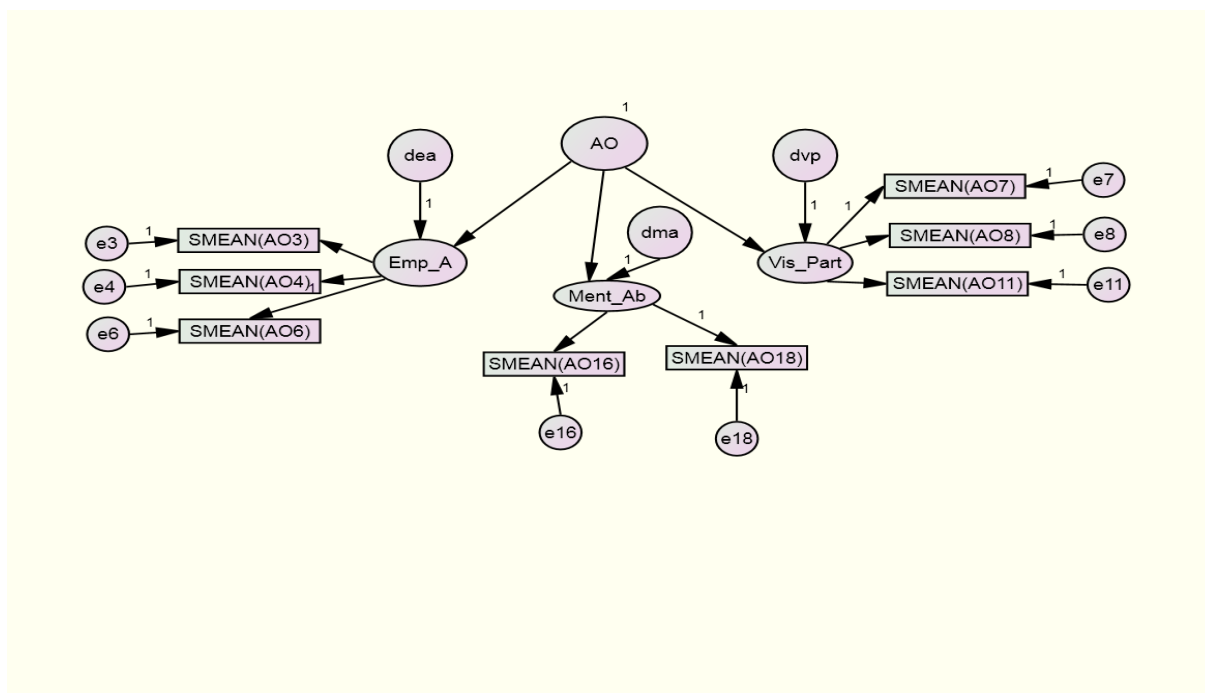 1
AO
dea
dvp
1
1
dma
1
Emp_A
Vis_Part
Ment_Ab
e3
1
SMEAN(AO3)
e4
1
SMEAN(AO4)
1
e6
1
SMEAN(AO6)
1
SMEAN(AO7)
1
e7
SMEAN(AO8)
1
e8
SMEAN(AO11)
1
e11
SMEAN(AO16)
1
SMEAN(AO18)
1
1
e16
e18